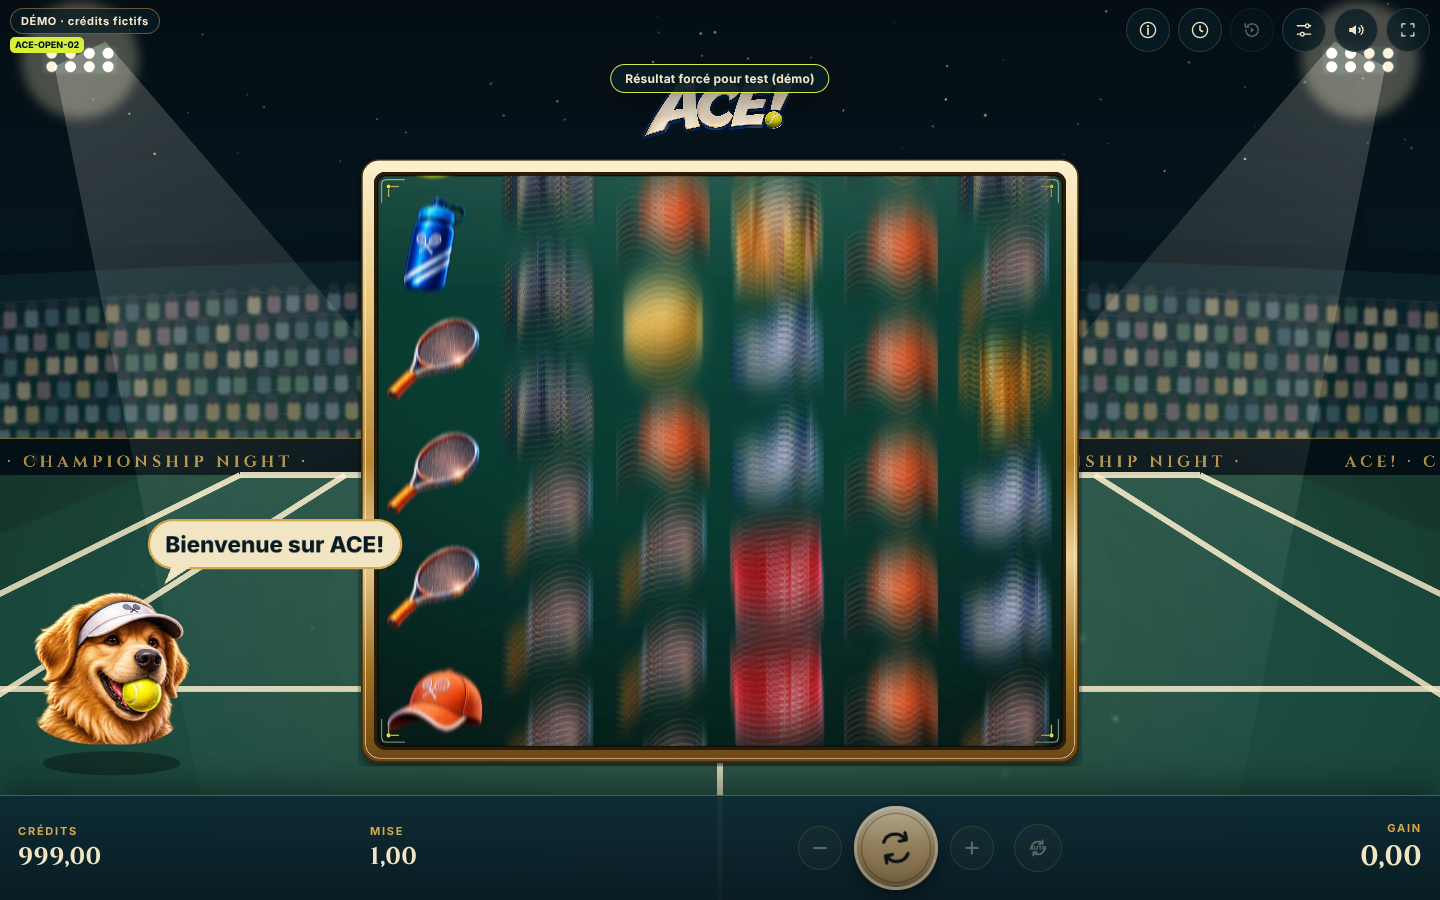 DÉMO · crédits fictifs
ACE-OPEN-02
Résultat forcé pour test (démo)
ACE!
· CHAMPIONSHIP NIGHT ·
SHIP NIGHT ·
ACE! · C
Bienvenue sur ACE!
CRÉDITS
999,00
MISE
1,00
AUTO
GAIN
0,00